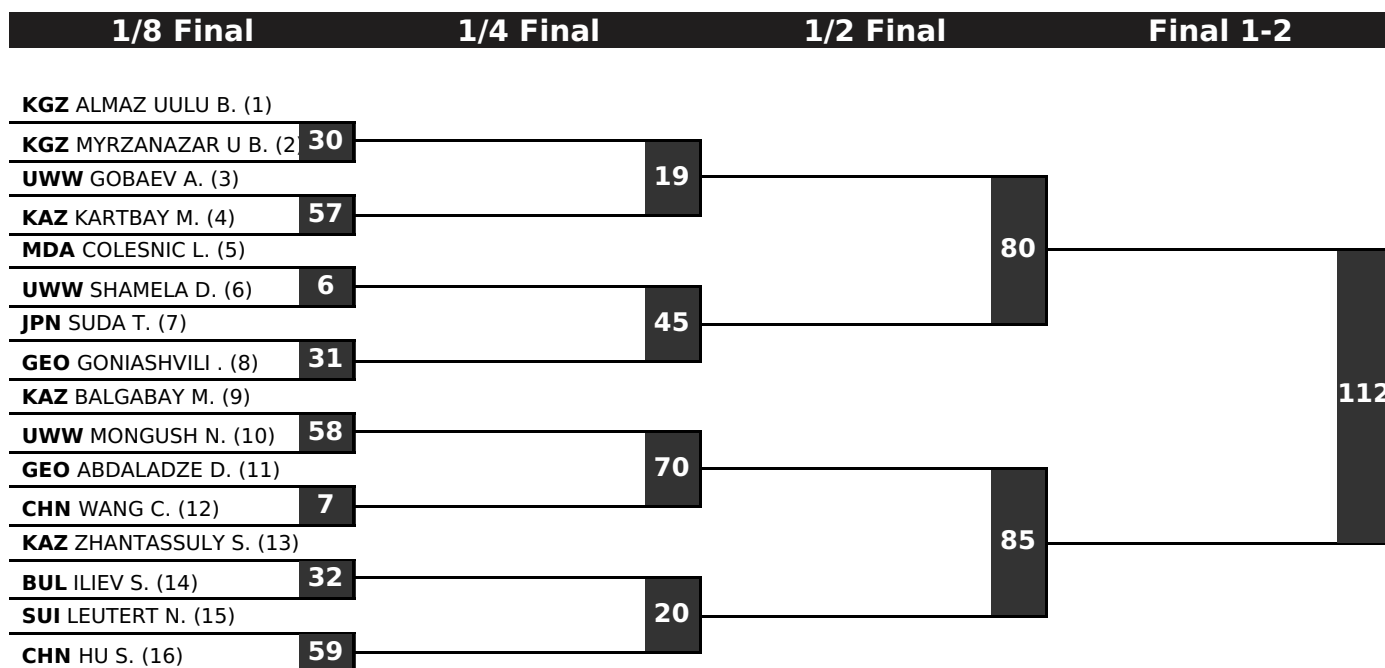 1/8 Final 1/4 Final 1/2 Final Final 1-2
KGZ ALMAZ UULU B. (1)
KGZ MYRZANAZAR U B. (2) 30
19
UWW GOBAEV A. (3)
KAZ KARTBAY M. (4) 57
80
MDA COLESNIC L. (5)
UWW SHAMELA D. (6) 6
45
JPN SUDA T. (7)
GEO GONIASHVILI . (8) 31
112
KAZ BALGABAY M. (9)
UWW MONGUSH N. (10) 58
70
GEO ABDALADZE D. (11)
CHN WANG C. (12) 7
85
KAZ ZHANTASSULY S. (13)
BUL ILIEV S. (14) 32
20
SUI LEUTERT N. (15)
CHN HU S. (16) 59